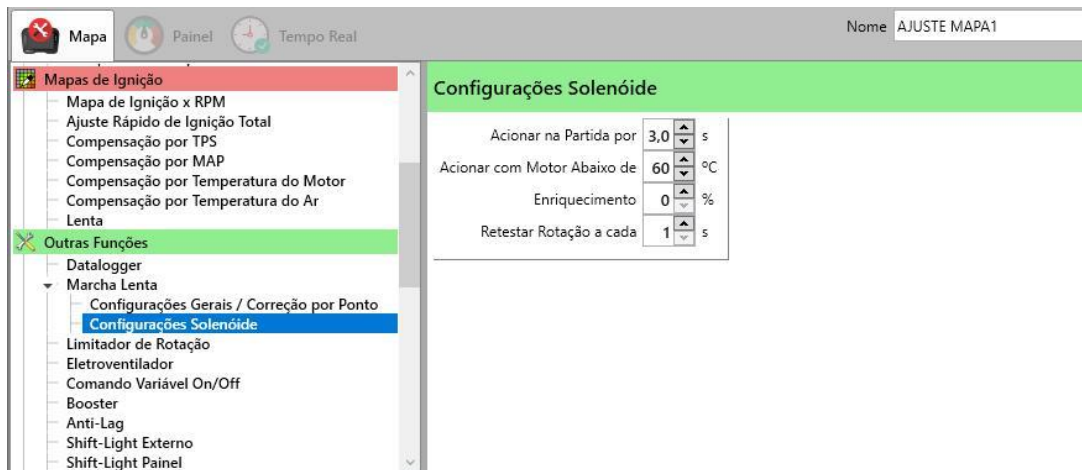 Mapa
Painel
Tempo Real
Nome AJUSTE MAPA1
Mapas de Ignição
Mapa de Ignição x RPM
Ajuste Rápido de Ignição Total
Compensação por TPS
Compensação por MAP
Compensação por Temperatura do Motor
Compensação por Temperatura do Ar
Lenta
Outras Funções
Datalogger
Marcha Lenta
Configurações Gerais / Correção por Ponto
Configurações Solenóide
Limitador de Rotação
Eletroventilador
Comando Variável On/Off
Booster
Anti-Lag
Shift-Light Externo
Shift-Light Painel
Configurações Solenóide
Acionar na Partida por 3,0 s
Acionar com Motor Abaixo de 60 ºC
Enriquecimento 0 %
Retestar Rotação a cada 1 s